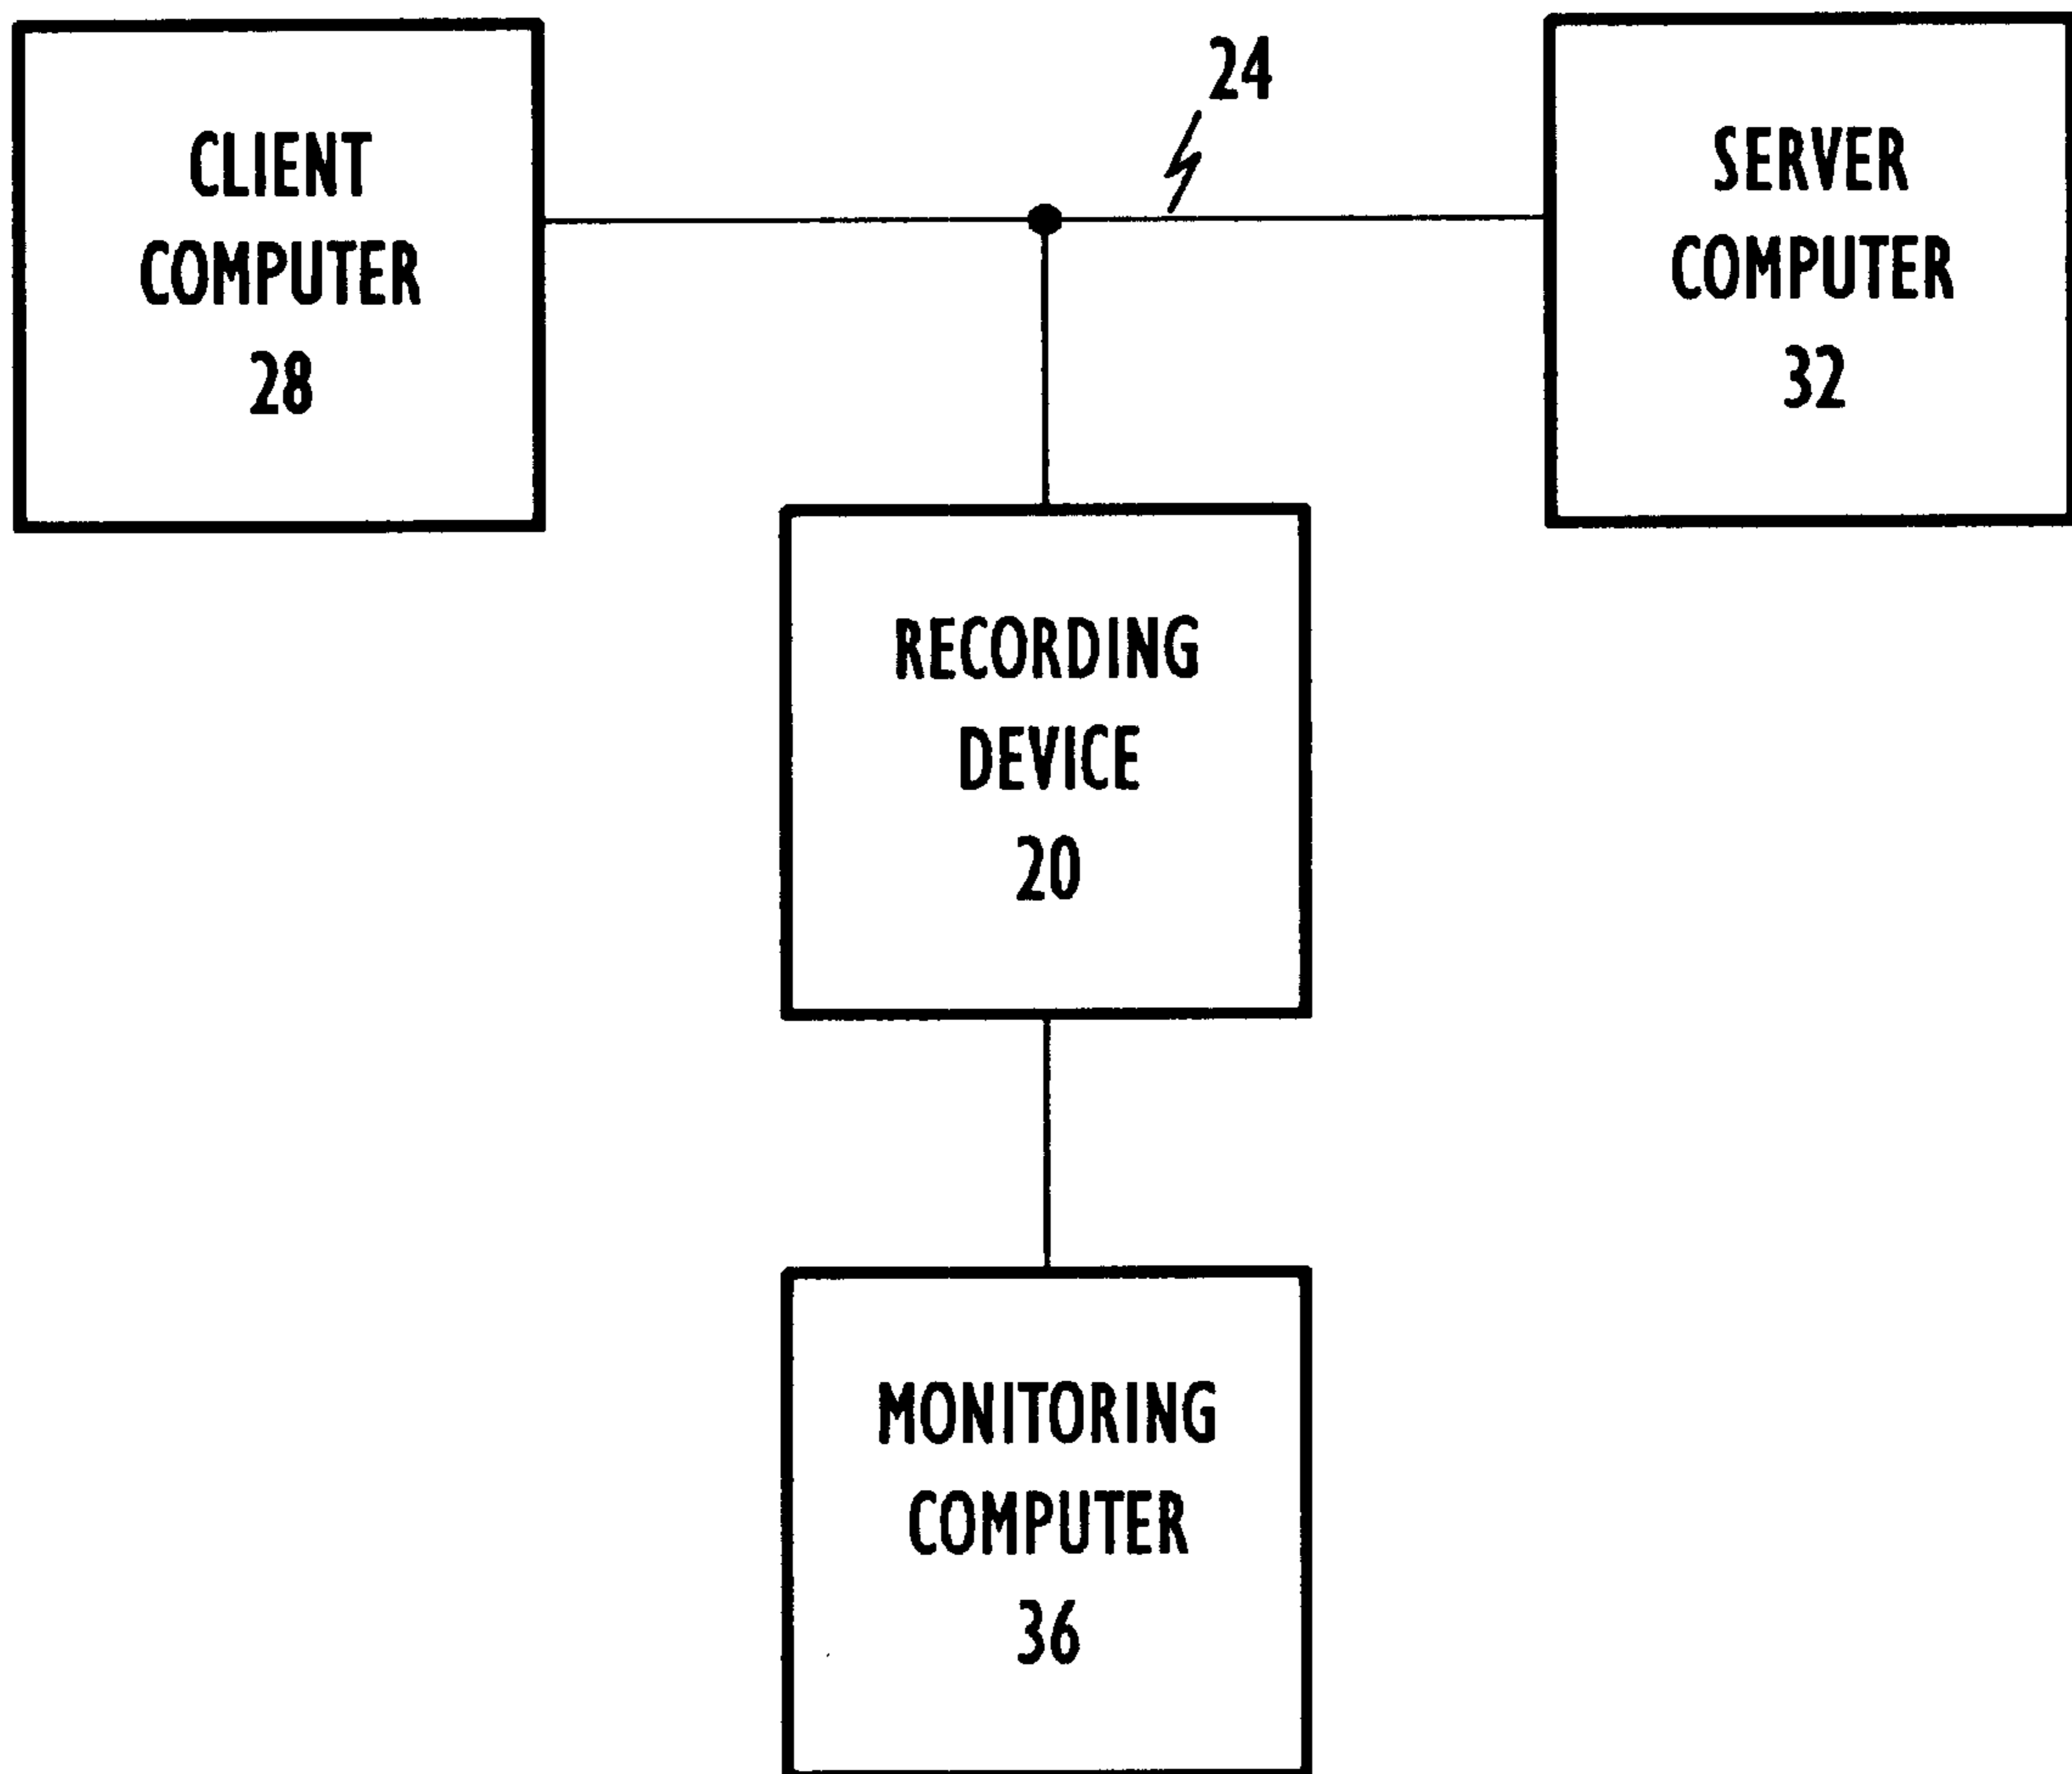 24
CLIENT
COMPUTER
28
SERVER
COMPUTER
32
RECORDING
DEVICE
20
MONITORING
COMPUTER
36